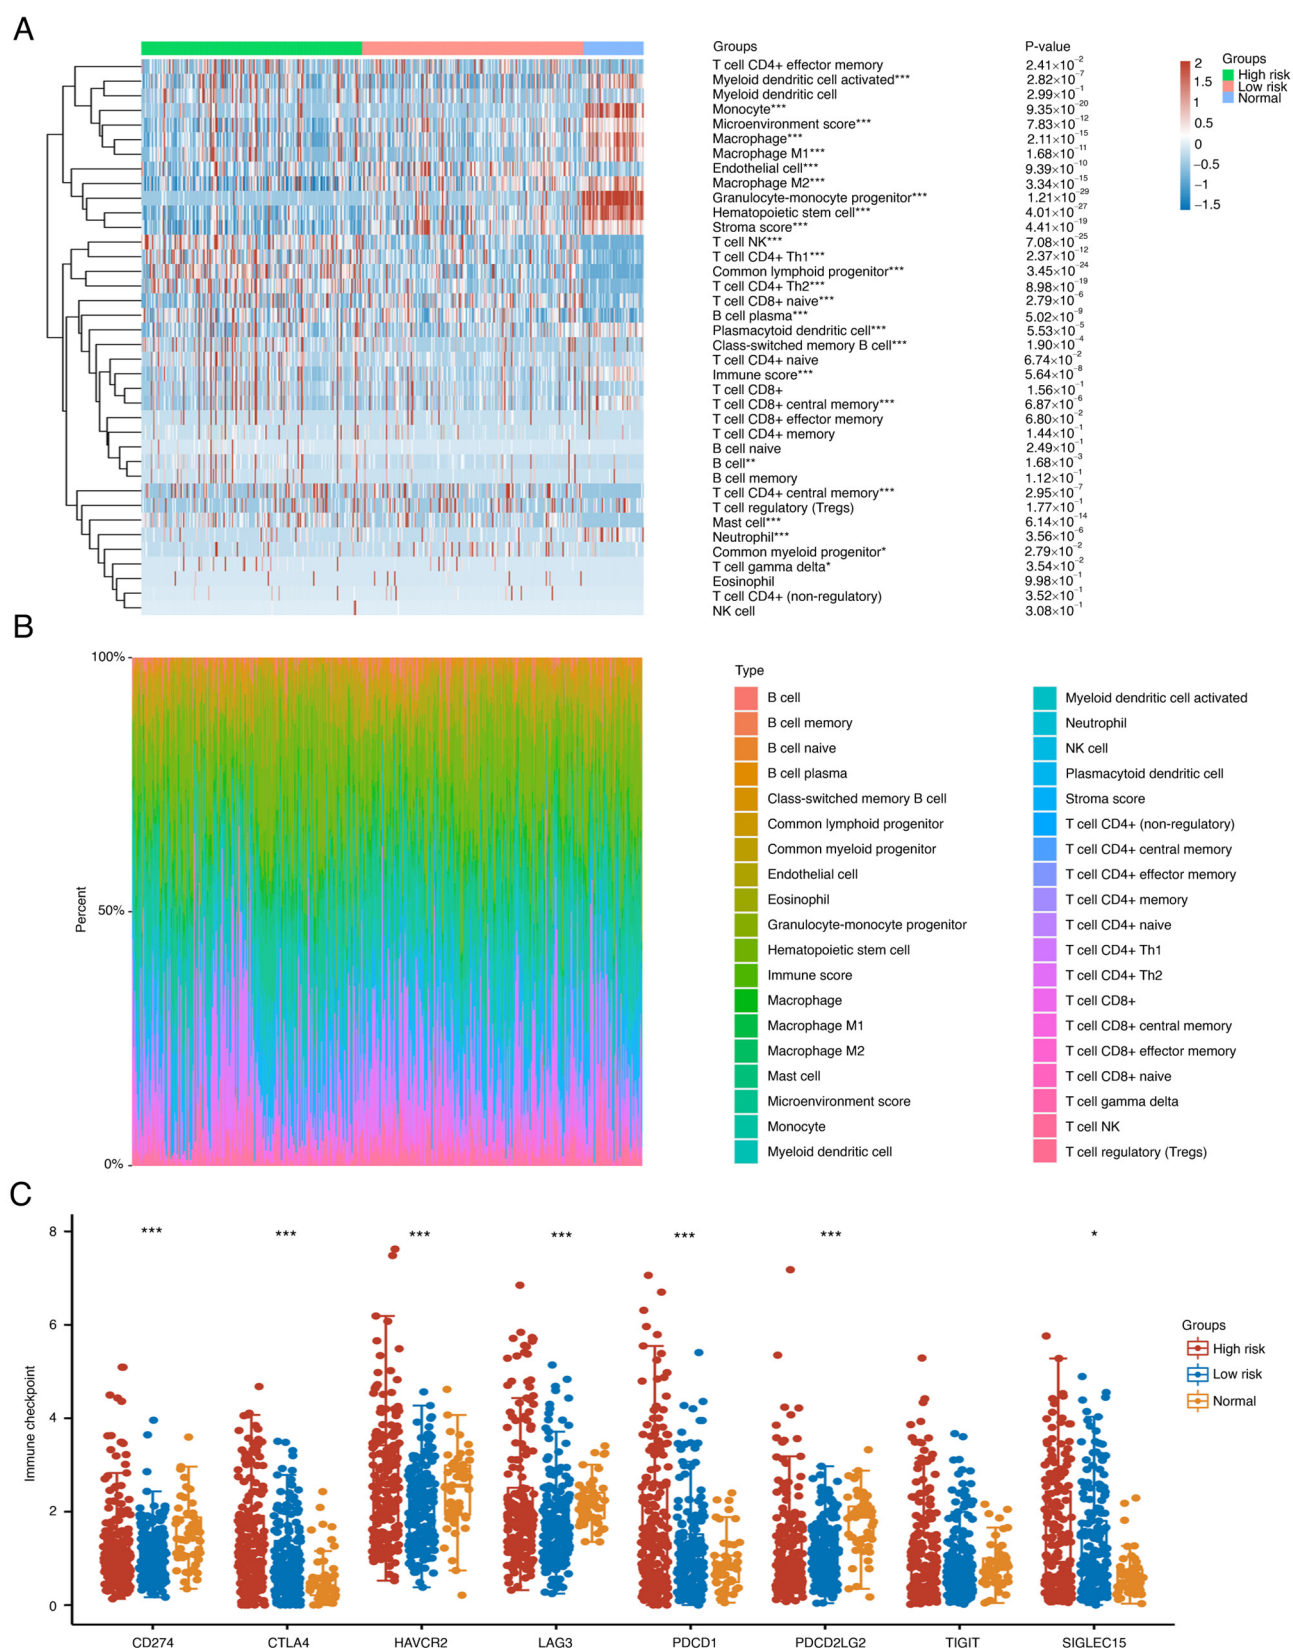 A
Groups P-value
T cell CD4+ effector memory 2.41×10⁻²
Myeloid dendritic cell activated*** 2.82×10⁻⁷
Myeloid dendritic cell 2.99×10⁻¹
Monocyte*** 9.35×10⁻²⁰
Microenvironment score*** 7.83×10⁻¹²
Macrophage*** 2.11×10⁻¹⁵
Macrophage M1*** 1.68×10⁻¹¹
Endothelial cell*** 9.39×10⁻¹⁰
Macrophage M2*** 3.34×10⁻¹⁵
Granulocyte-monocyte progenitor*** 1.21×10⁻²⁹
Hematopoietic stem cell*** 4.01×10⁻²⁷
Stroma score*** 4.41×10⁻¹⁹
T cell NK*** 7.08×10⁻²⁵
T cell CD4+ Th1*** 2.37×10⁻¹²
Common lymphoid progenitor*** 3.45×10⁻²⁴
T cell CD4+ Th2*** 8.98×10⁻¹⁹
T cell CD8+ naive*** 2.79×10⁻⁶
B cell plasma*** 5.02×10⁻⁹
Plasmacytoid dendritic cell*** 5.53×10⁻⁵
Class-switched memory B cell*** 1.90×10⁻⁴
T cell CD4+ naive 6.74×10⁻²
Immune score*** 5.64×10⁻⁸
T cell CD8+ 1.56×10⁻¹
T cell CD8+ central memory*** 6.87×10⁻⁶
T cell CD8+ effector memory 6.80×10⁻²
T cell CD4+ memory 1.44×10⁻¹
B cell naive 2.49×10⁻¹
B cell** 1.68×10⁻³
B cell memory 1.12×10⁻¹
T cell CD4+ central memory*** 2.95×10⁻⁷
T cell regulatory (Tregs) 1.77×10⁻¹
Mast cell*** 6.14×10⁻¹⁴
Neutrophil*** 3.56×10⁻⁶
Common myeloid progenitor* 2.79×10⁻²
T cell gamma delta* 3.54×10⁻²
Eosinophil 9.98×10⁻¹
T cell CD4+ (non-regulatory) 3.52×10⁻¹
NK cell 3.08×10⁻¹
2
1.5
1
0.5
0
−0.5
−1
−1.5
Groups
High risk
Low risk
Normal
B
100%
50%
0%
Percent
Type
B cell
B cell memory
B cell naive
B cell plasma
Class-switched memory B cell
Common lymphoid progenitor
Common myeloid progenitor
Endothelial cell
Eosinophil
Granulocyte-monocyte progenitor
Hematopoietic stem cell
Immune score
Macrophage
Macrophage M1
Macrophage M2
Mast cell
Microenvironment score
Monocyte
Myeloid dendritic cell
Myeloid dendritic cell activated
Neutrophil
NK cell
Plasmacytoid dendritic cell
Stroma score
T cell CD4+ (non-regulatory)
T cell CD4+ central memory
T cell CD4+ effector memory
T cell CD4+ memory
T cell CD4+ naive
T cell CD4+ Th1
T cell CD4+ Th2
T cell CD8+
T cell CD8+ central memory
T cell CD8+ effector memory
T cell CD8+ naive
T cell gamma delta
T cell NK
T cell regulatory (Tregs)
C
Immune checkpoint
8
6
4
2
0
*** *** *** *** *** *** *
CD274 CTLA4 HAVCR2 LAG3 PDCD1 PDCD2LG2 TIGIT SIGLEC15
Groups
High risk
Low risk
Normal